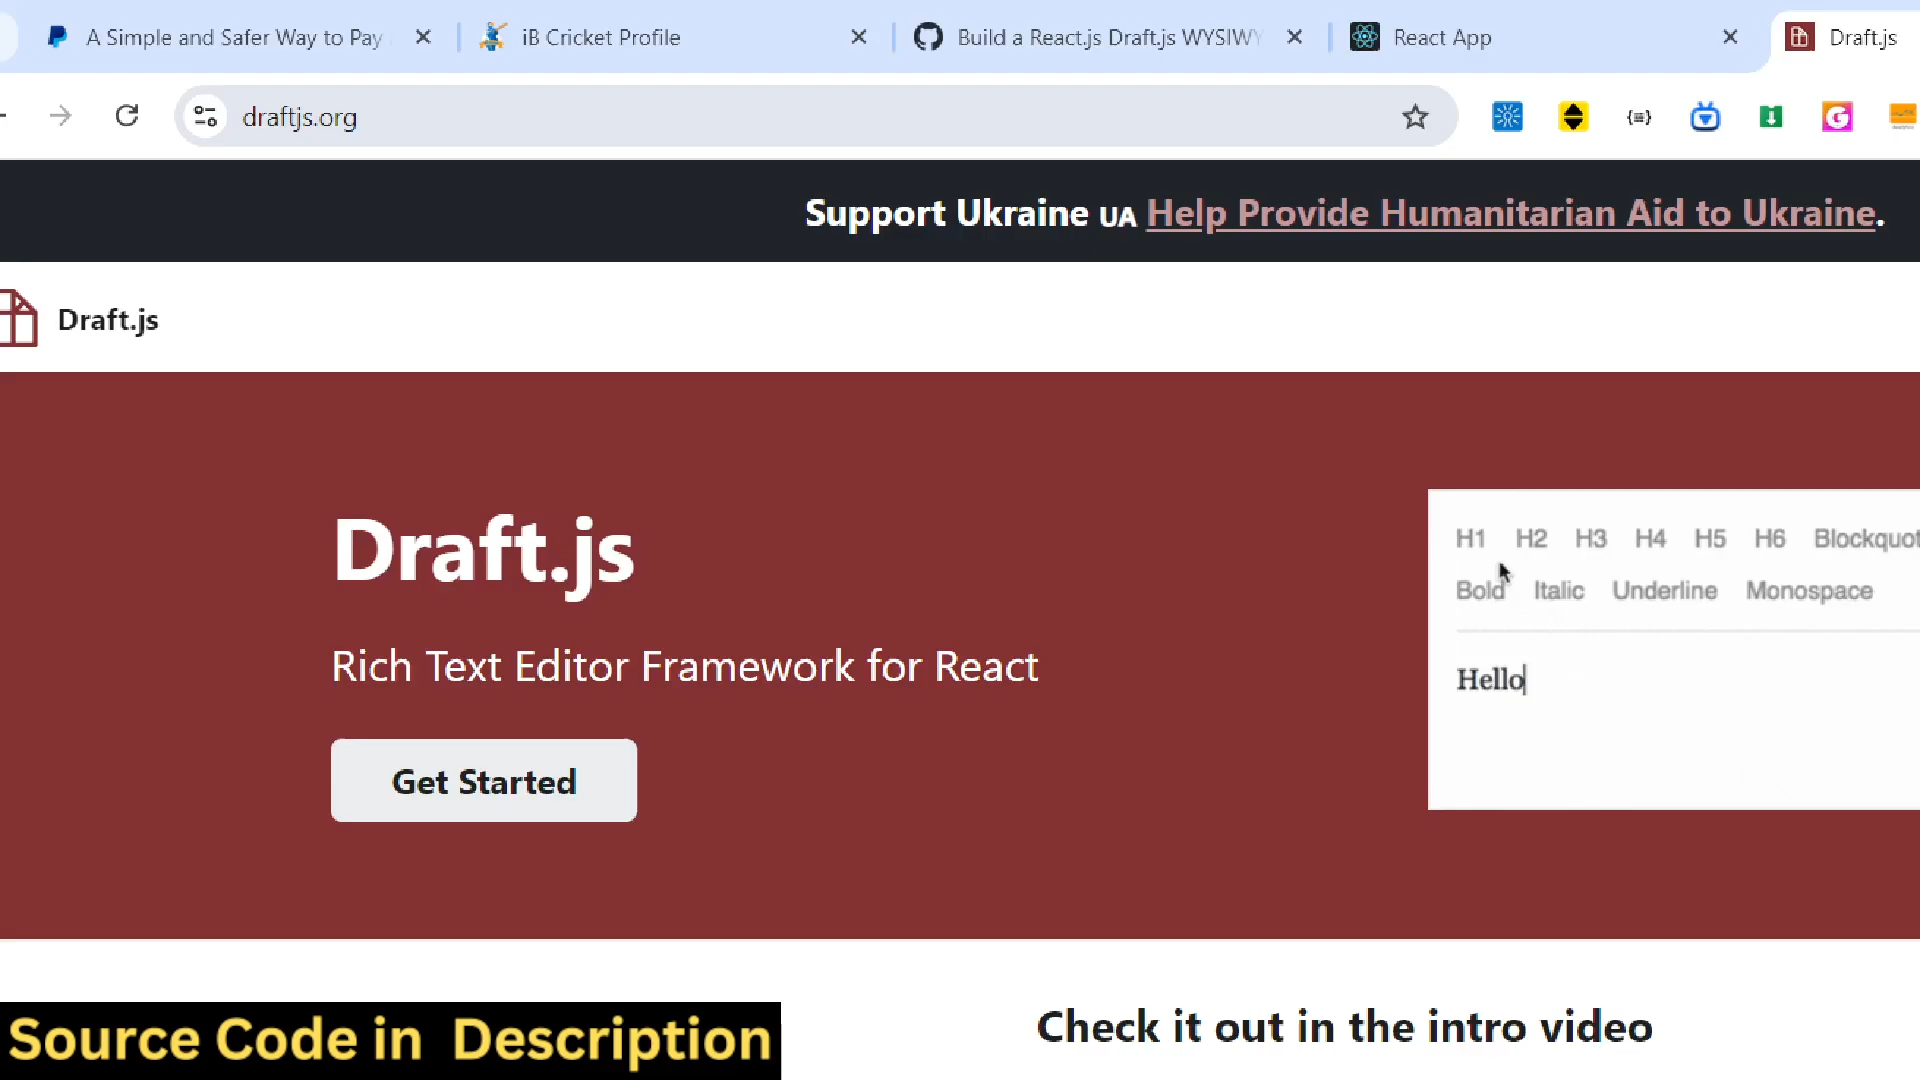 A Simple and Safer Way to Pay
iB Cricket Profile
Build a React.js Draft.js WYSIWY
React App
Draft.js
draftjs.org
Support Ukraine UA Help Provide Humanitarian Aid to Ukraine.
Draft.js
Draft.js
Rich Text Editor Framework for React
Get Started
H1 H2 H3 H4 H5 H6 Blockquot
Bold Italic Underline Monospace
Hello
Check it out in the intro video
Source Code in Description